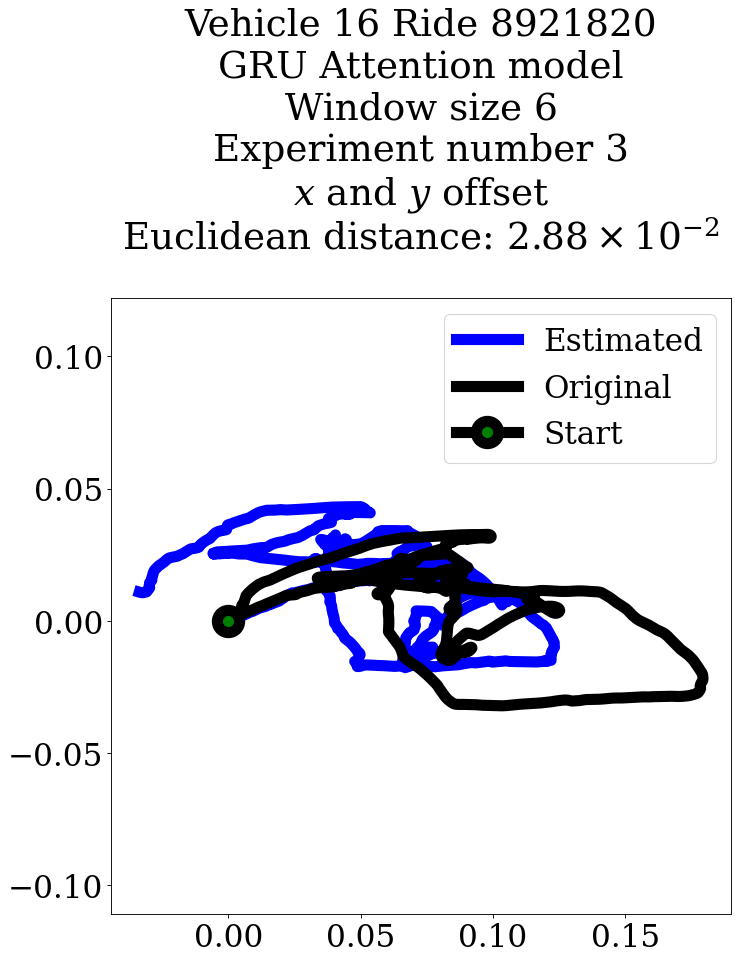 Vehicle 16 Ride 8921820
GRU Attention model
Window size 6
Experiment number 3
x and y offset
Euclidean distance: 2.88 × 10⁻²
Estimated
Original
Start
0.10
0.05
0.00
−0.05
−0.10
0.00 0.05 0.10 0.15